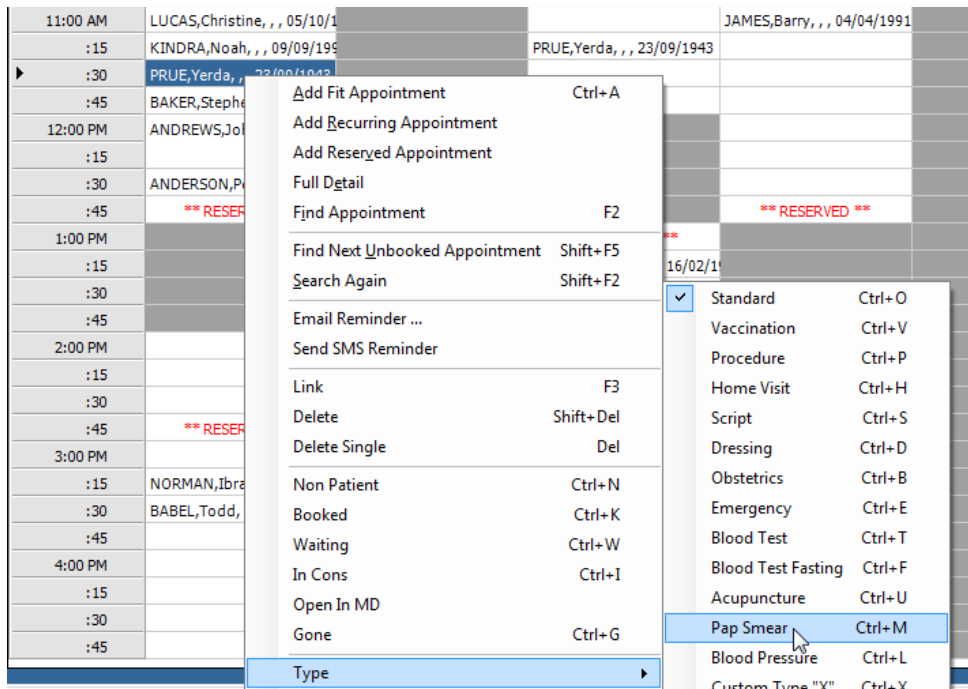 11:00 AM LUCAS,Christine, , , 05/10/1 JAMES,Barry, , , 04/04/1991
:15 KINDRA,Noah, , , 09/09/199 PRUE,Yerda, , , 23/09/1943
:30 PRUE,Yerda, , , 23/09/1943
:45 BAKER,Stephe
12:00 PM ANDREWS,Joh
:15
:30 ANDERSON,P
:45 ** RESER ** RESERVED **
1:00 PM **
:15 16/02/1
:30
:45
2:00 PM
:15
:30
:45 ** RESER
3:00 PM
:15 NORMAN,Ibra
:30 BABEL,Todd,
:45
4:00 PM
:15
:30
:45
Add Fit Appointment Ctrl+A
Add Recurring Appointment
Add Reserved Appointment
Full Detail
Find Appointment F2
Find Next Unbooked Appointment Shift+F5
Search Again Shift+F2
Email Reminder ...
Send SMS Reminder
Link F3
Delete Shift+Del
Delete Single Del
Non Patient Ctrl+N
Booked Ctrl+K
Waiting Ctrl+W
In Cons Ctrl+I
Open In MD
Gone Ctrl+G
Type
Standard Ctrl+O
Vaccination Ctrl+V
Procedure Ctrl+P
Home Visit Ctrl+H
Script Ctrl+S
Dressing Ctrl+D
Obstetrics Ctrl+B
Emergency Ctrl+E
Blood Test Ctrl+T
Blood Test Fasting Ctrl+F
Acupuncture Ctrl+U
Pap Smear Ctrl+M
Blood Pressure Ctrl+L
Custom Type "X" Ctrl+X